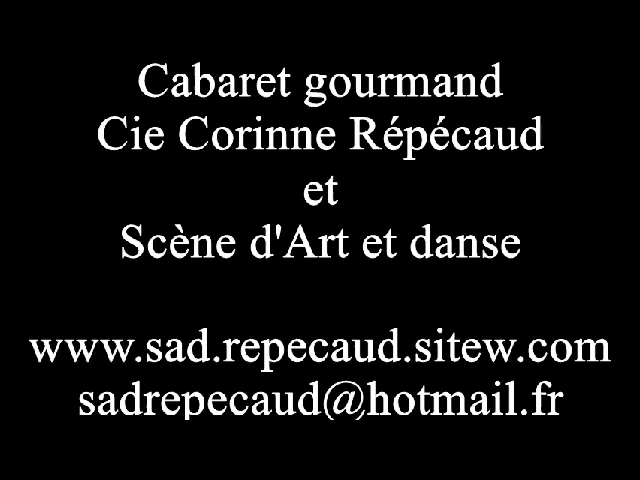 Cabaret gourmand
Cie Corinne Répécaud
et
Scène d'Art et danse
www.sad.repecaud.sitew.com
sadrepecaud@hotmail.fr